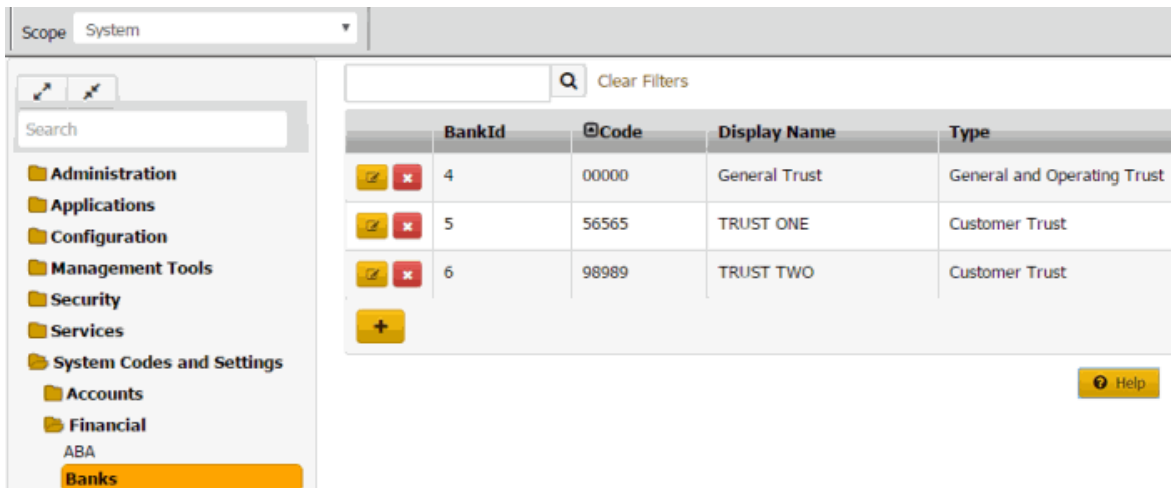 Scope System
Clear Filters
Search
Administration
Applications
Configuration
Management Tools
Security
Services
System Codes and Settings
Accounts
Financial
ABA
Banks
BankId Code Display Name Type
4 00000 General Trust General and Operating Trust
5 56565 TRUST ONE Customer Trust
6 98989 TRUST TWO Customer Trust
+
Help